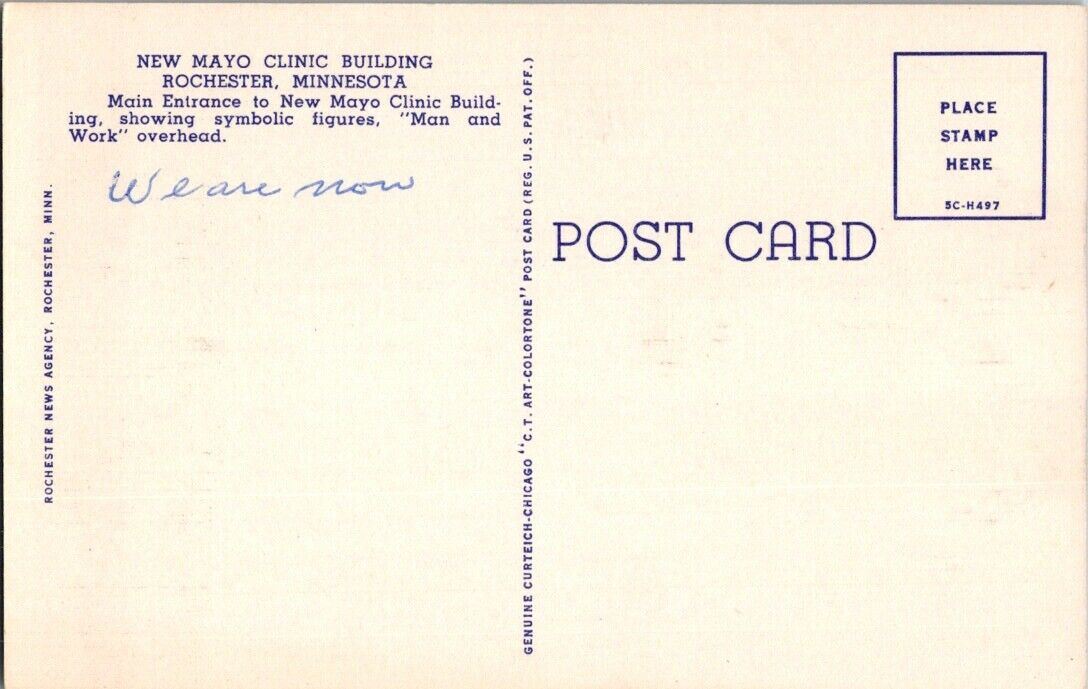 NEW MAYO CLINIC BUILDING
ROCHESTER, MINNESOTA
Main Entrance to New Mayo Clinic Build-
ing, showing symbolic figures, "Man and
Work" overhead.
We are now
ROCHESTER NEWS AGENCY, ROCHESTER, MINN.
GENUINE CURTEICH-CHICAGO "C.T. ART-COLORTONE" POST CARD (REG. U.S. PAT. OFF.)
POST CARD
PLACE
STAMP
HERE
5C-H497